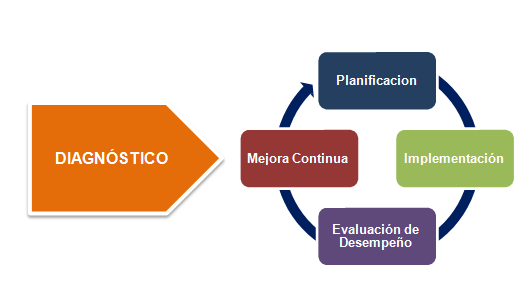 Planificacion
DIAGNÓSTICO
Mejora Continua
Implementación
Evaluación de
Desempeño